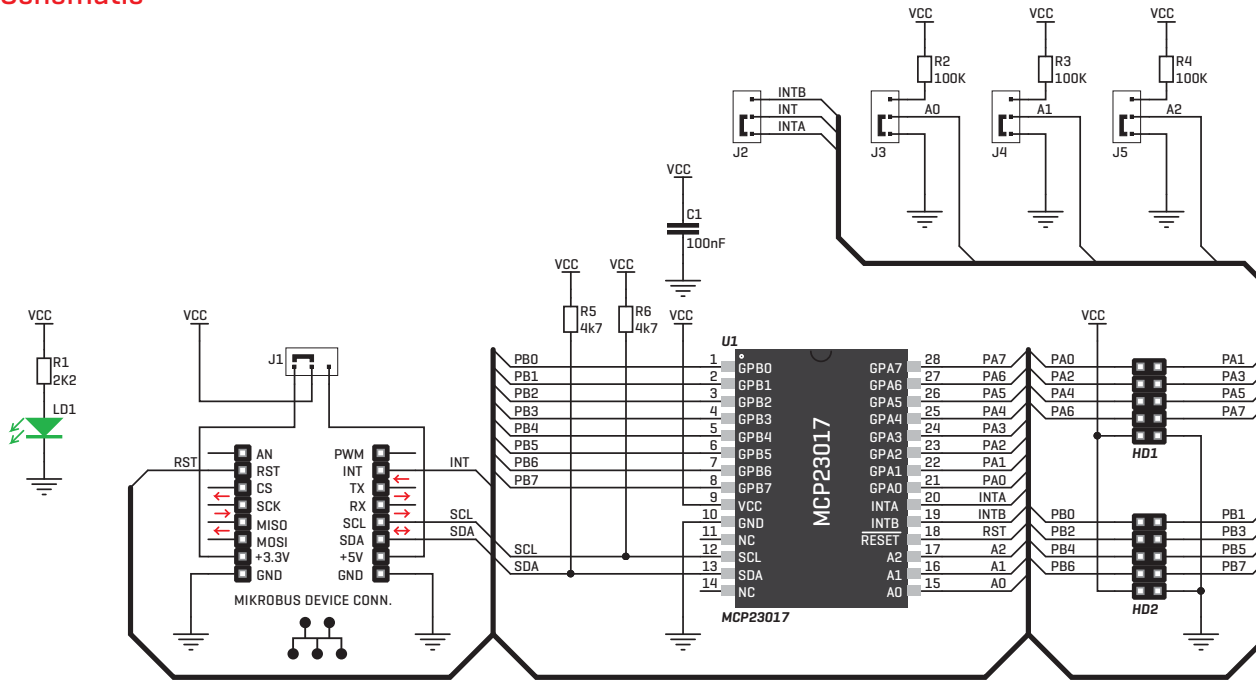 Schematic
VCC VCC VCC
R2 100K
R3 100K
R4 100K
INTB
INT
INTA
A0 A1 A2
J2 J3 J4 J5
VCC
C1
100nF
VCC VCC
R5 4k7
R6 4k7
VCC VCC VCC VCC
R1
2K2
LD1
J1
U1
PB0 1 GPB0 GPA7 28 PA7
PB1 2 GPB1 GPA6 27 PA6
PB2 3 GPB2 GPA5 26 PA5
PB3 4 GPB3 GPA4 25 PA4
PB4 5 GPB4 GPA3 24 PA3
PB5 6 GPB5 GPA2 23 PA2
PB6 7 GPB6 GPA1 22 PA1
PB7 8 GPB7 GPA0 21 PA0
9 VCC INTA 20 INTA
10 GND INTB 19 INTB
11 NC RESET 18 RST
SCL 12 SCL A2 17 A2
SDA 13 SDA A1 16 A1
14 NC A0 15 A0
MCP23017
MCP23017
PA0 PA1
PA2 PA3
PA4 PA5
PA6 PA7
HD1
PB0 PB1
PB2 PB3
PB4 PB5
PB6 PB7
HD2
AN PWM
RST RST INT INT
CS TX
SCK RX
MISO SCL SCL
MOSI SDA SDA
+3.3V +5V
GND GND
MIKROBUS DEVICE CONN.